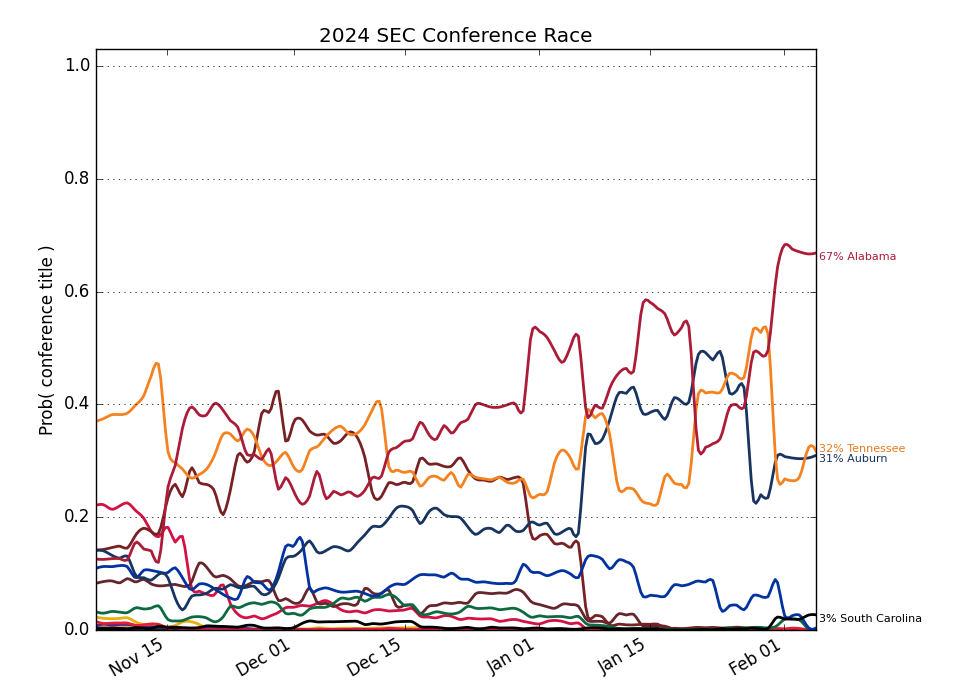 2024 SEC Conference Race
Prob( conference title )
1.0
0.8
0.6
0.4
0.2
0.0
67% Alabama
32% Tennessee
31% Auburn
3% South Carolina
Nov 15
Dec 01
Dec 15
Jan 01
Jan 15
Feb 01